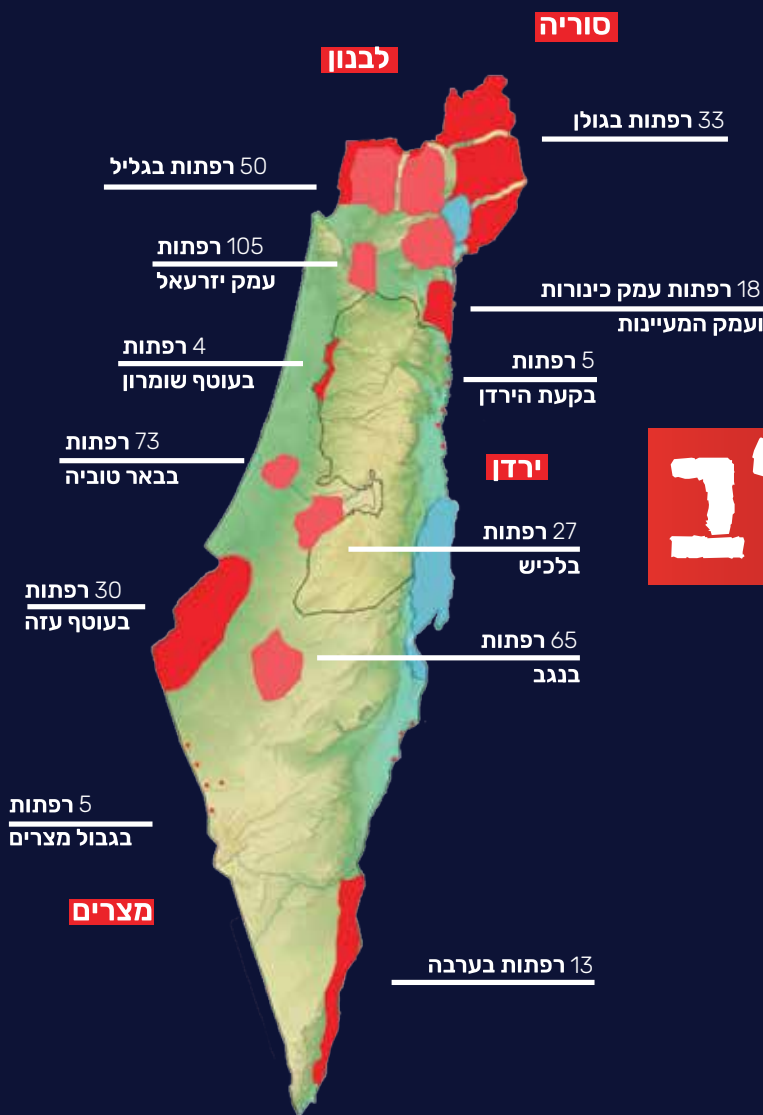 סוריה
לבנון
33 רפתות בגולן
50 רפתות בגליל
105 רפתות
עמק יזרעאל
18 רפתות עמק כינורות
ועמק המעיינות
4 רפתות
בעוטף שומרון
5 רפתות
בקעת הירדן
73 רפתות
בבאר טוביה
ירדן
27 רפתות
בלכיש
30 רפתות
בעוטף עזה
65 רפתות
בנגב
5 רפתות
בגבול מצרים
מצרים
13 רפתות בערבה